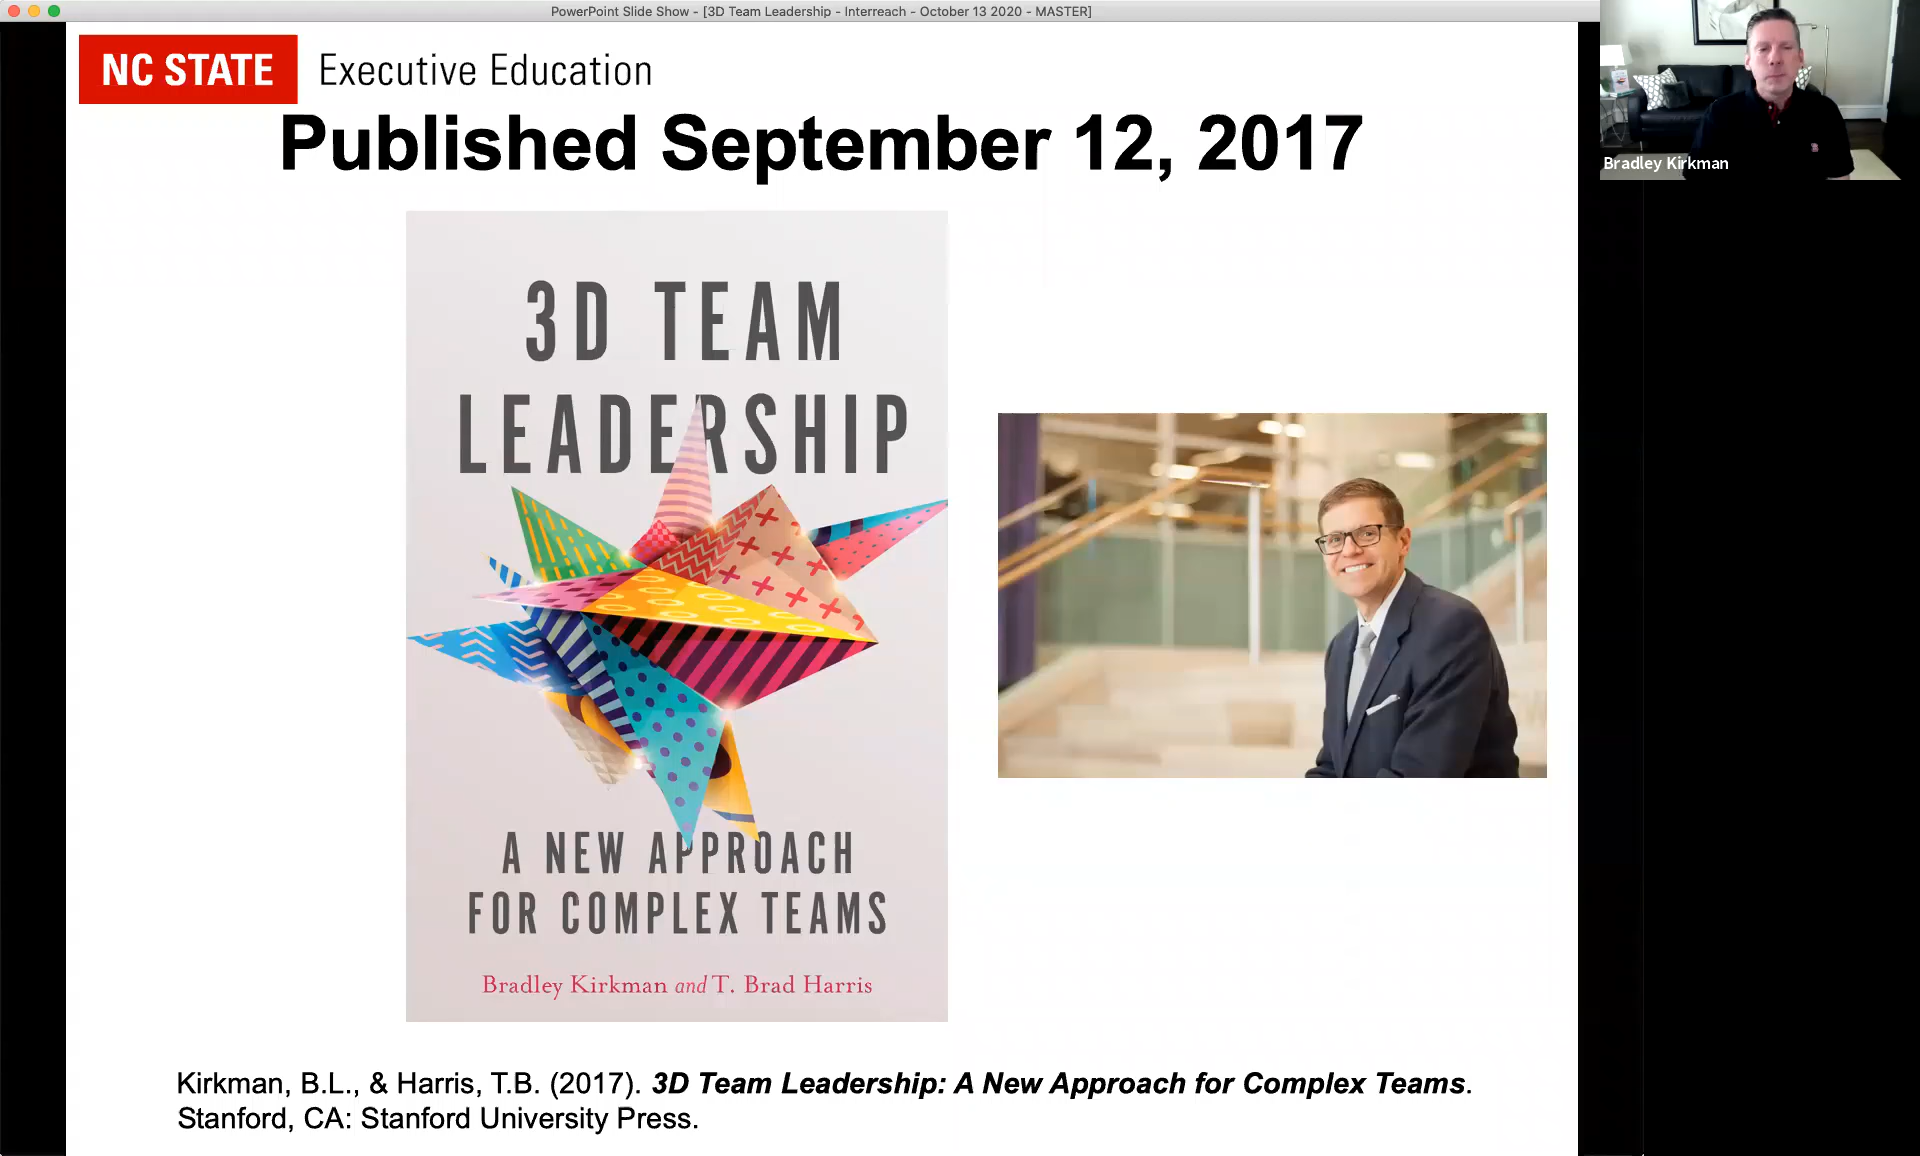 PowerPoint Slide Show - [3D Team Leadership - Interreach - October 13 2020 - MASTER]
NC STATE Executive Education
Published September 12, 2017
Bradley Kirkman
3D TEAM
LEADERSHIP
A NEW APPROACH
FOR COMPLEX TEAMS
Bradley Kirkman and T. Brad Harris
Kirkman, B.L., & Harris, T.B. (2017). 3D Team Leadership: A New Approach for Complex Teams.
Stanford, CA: Stanford University Press.